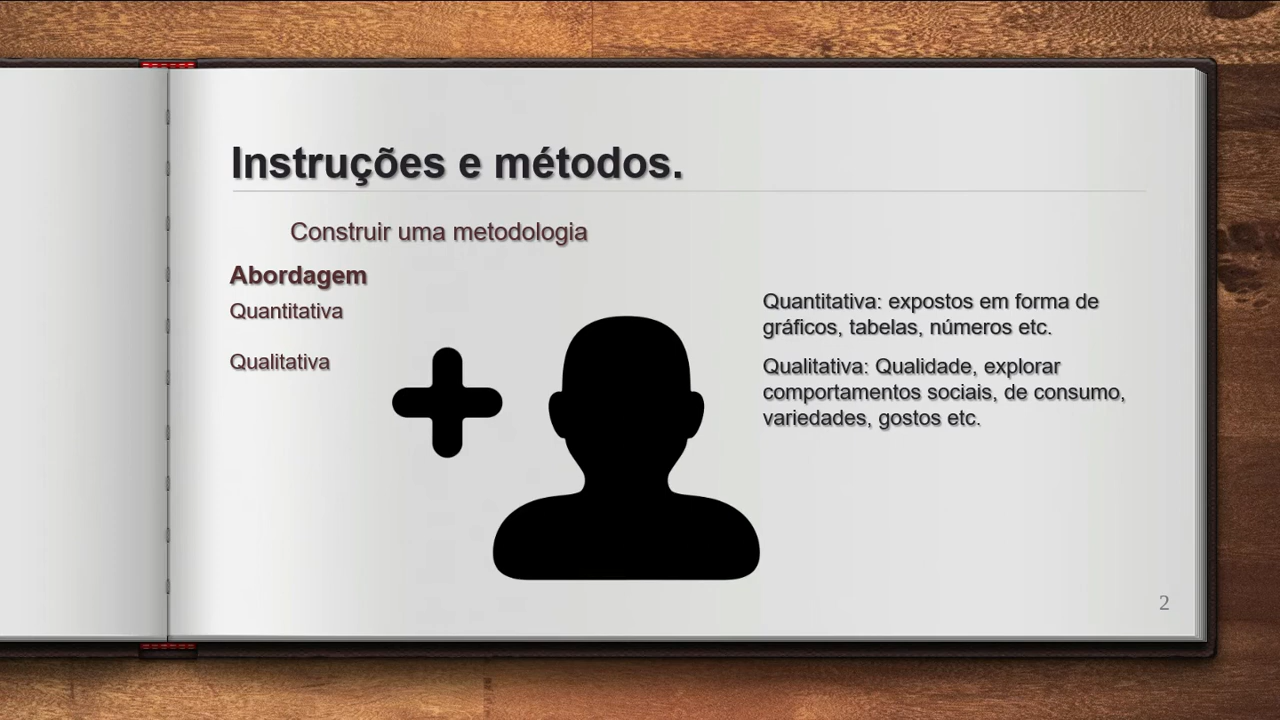 Instruções e métodos.
Construir uma metodologia
Abordagem
Quantitativa
Qualitativa
Quantitativa: expostos em forma de
gráficos, tabelas, números etc.
Qualitativa: Qualidade, explorar
comportamentos sociais, de consumo,
variedades, gostos etc.
2